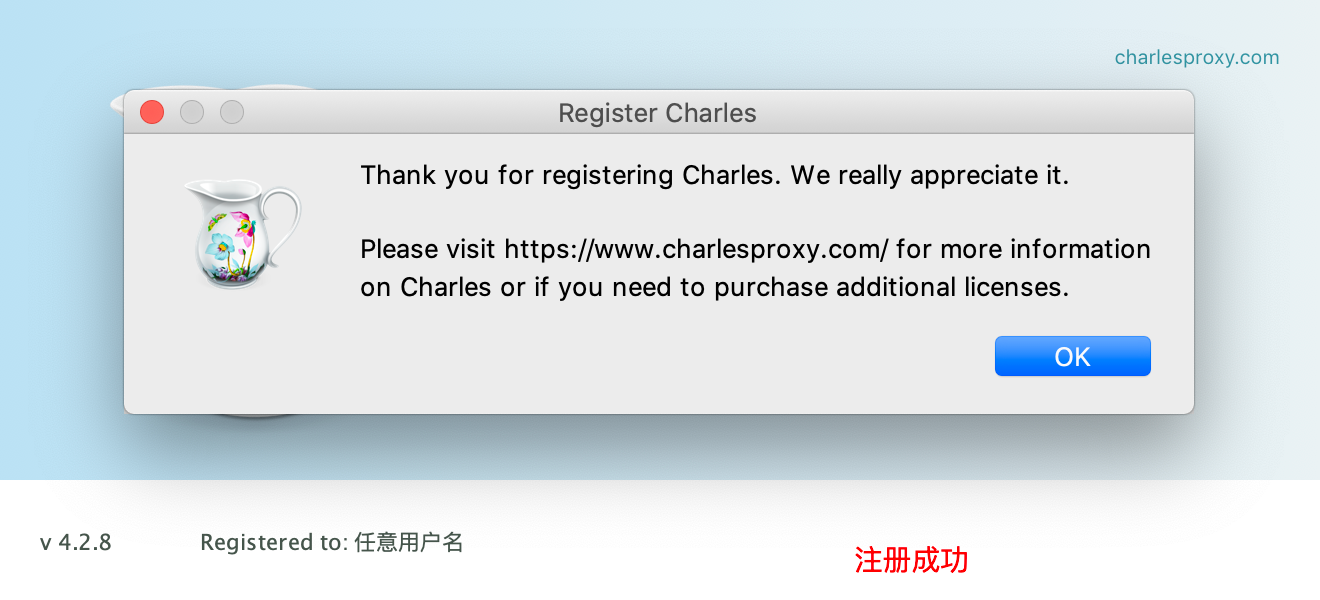 charlesproxy.com
Register Charles
Thank you for registering Charles. We really appreciate it.
Please visit https://www.charlesproxy.com/ for more information
on Charles or if you need to purchase additional licenses.
OK
v 4.2.8 Registered to: 任意用户名
注册成功